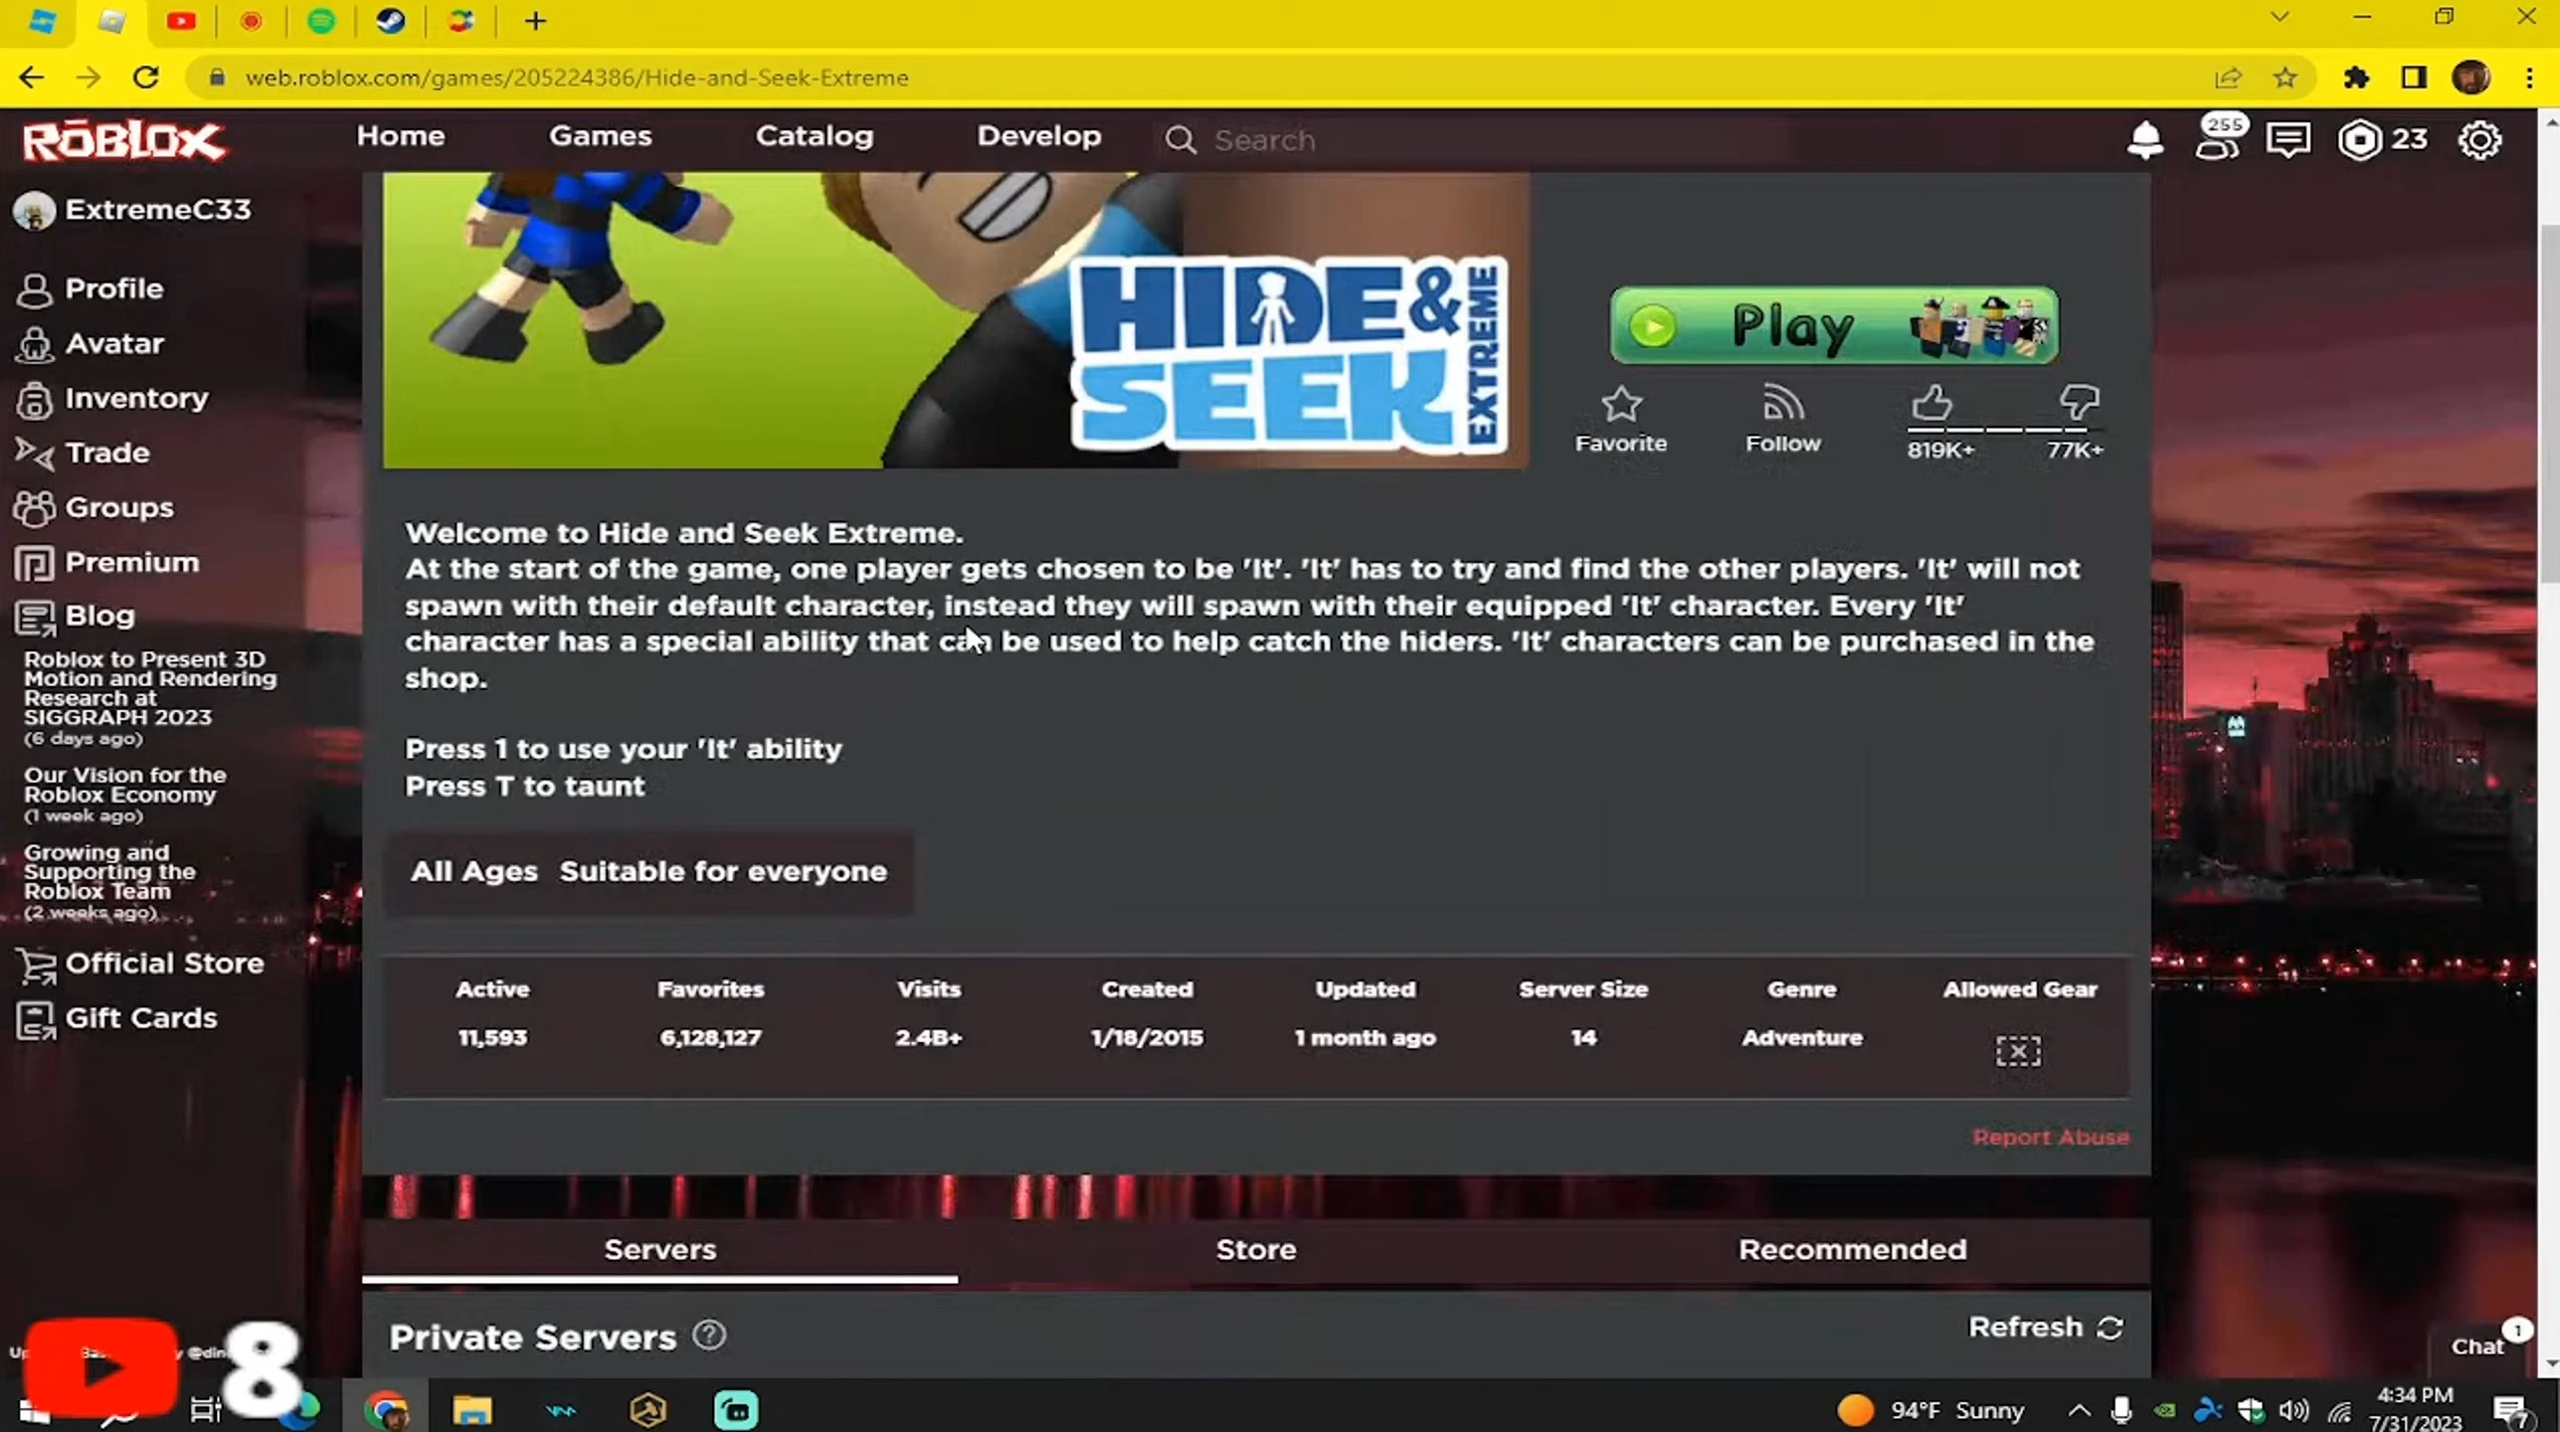 web.roblox.com/games/205224386/Hide-and-Seek-Extreme
ROBLOX
Home Games Catalog Develop Search 255 23
ExtremeC33
Profile
Avatar
Inventory
Trade
Groups
Premium
Blog
Roblox to Present 3D
Motion and Rendering
Research at
SIGGRAPH 2023
(6 days ago)
Our Vision for the
Roblox Economy
(1 week ago)
Growing and
Supporting the
Roblox Team
(2 weeks ago)
Official Store
Gift Cards
HIDE &
SEEK
EXTREME
Play
Favorite Follow 819K+ 77K+
Welcome to Hide and Seek Extreme.
At the start of the game, one player gets chosen to be 'It'. 'It' has to try and find the other players. 'It' will not
spawn with their default character, instead they will spawn with their equipped 'It' character. Every 'It'
character has a special ability that can be used to help catch the hiders. 'It' characters can be purchased in the
shop.
Press 1 to use your 'It' ability
Press T to taunt
All Ages Suitable for everyone
Active Favorites Visits Created Updated Server Size Genre Allowed Gear
11,593 6,128,127 2.4B+ 1/18/2015 1 month ago 14 Adventure
Report Abuse
Servers Store Recommended
Private Servers Refresh
Chat 1
8
94°F Sunny
4:34 PM
7/31/2023
7